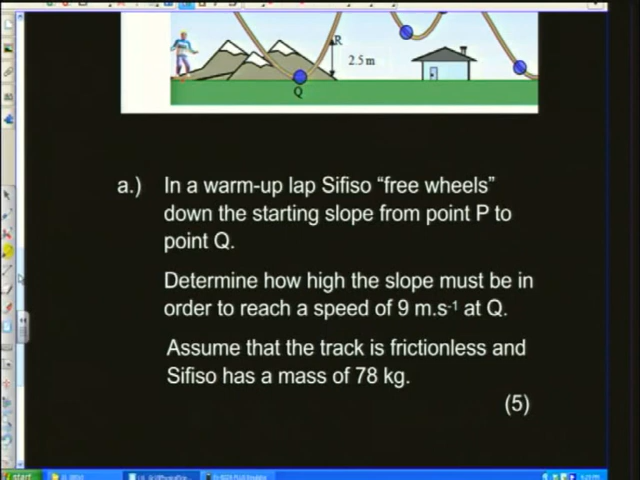 R
2.5 m
Q
a.) In a warm-up lap Sifiso “free wheels”
down the starting slope from point P to
point Q.
Determine how high the slope must be in
order to reach a speed of 9 m.s⁻¹ at Q.
Assume that the track is frictionless and
Sifiso has a mass of 78 kg.
(5)
start